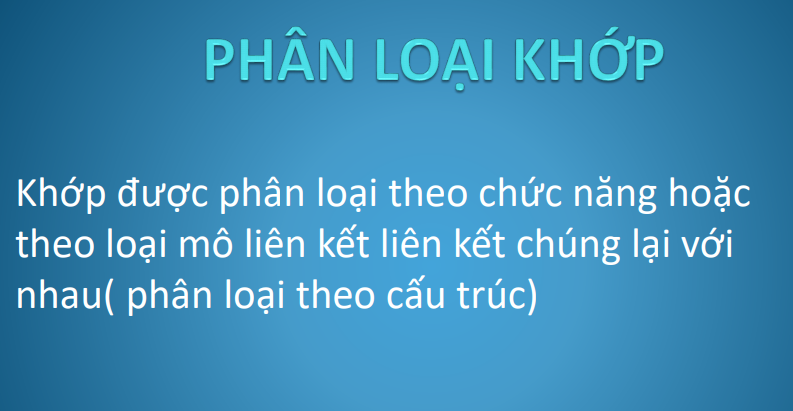 PHÂN LOẠI KHỚP
Khớp được phân loại theo chức năng hoặc
theo loại mô liên kết liên kết chúng lại với
nhau( phân loại theo cấu trúc)